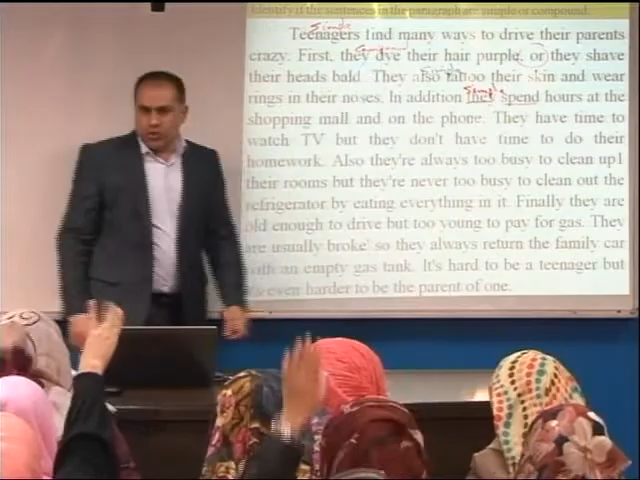 Identify if the sentences in the paragraph are simple or compound.
Simple
Teenagers find many ways to drive their parents
crazy. First, they dye their hair purple, or they shave
their heads bald. They also tattoo their skin and wear
rings in their noses. In addition they spend hours at the
shopping mall and on the phone. They have time to
watch TV but they don't have time to do their
homework. Also they're always too busy to clean up
their rooms but they're never too busy to clean out the
refrigerator by eating everything in it. Finally they are
old enough to drive but too young to pay for gas. They
are usually broke so they always return the family car
with an empty gas tank. It's hard to be a teenager but
even harder to be the parent of one.